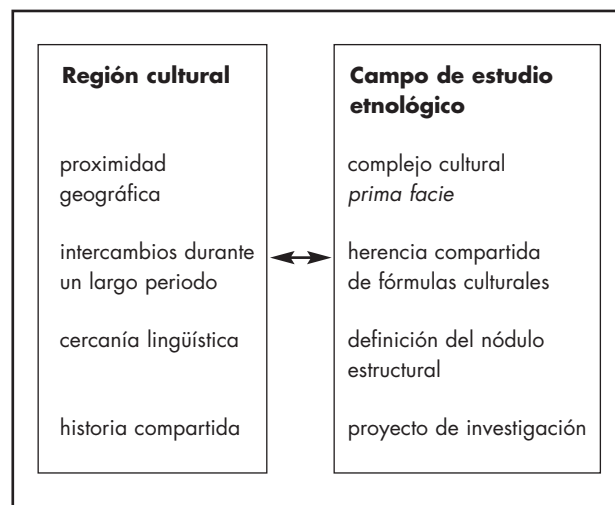 Región cultural
proximidad
geográfica
intercambios durante
un largo periodo
cercanía lingüística
historia compartida
Campo de estudio
etnológico
complejo cultural
prima facie
herencia compartida
de fórmulas culturales
definición del nódulo
estructural
proyecto de investigación